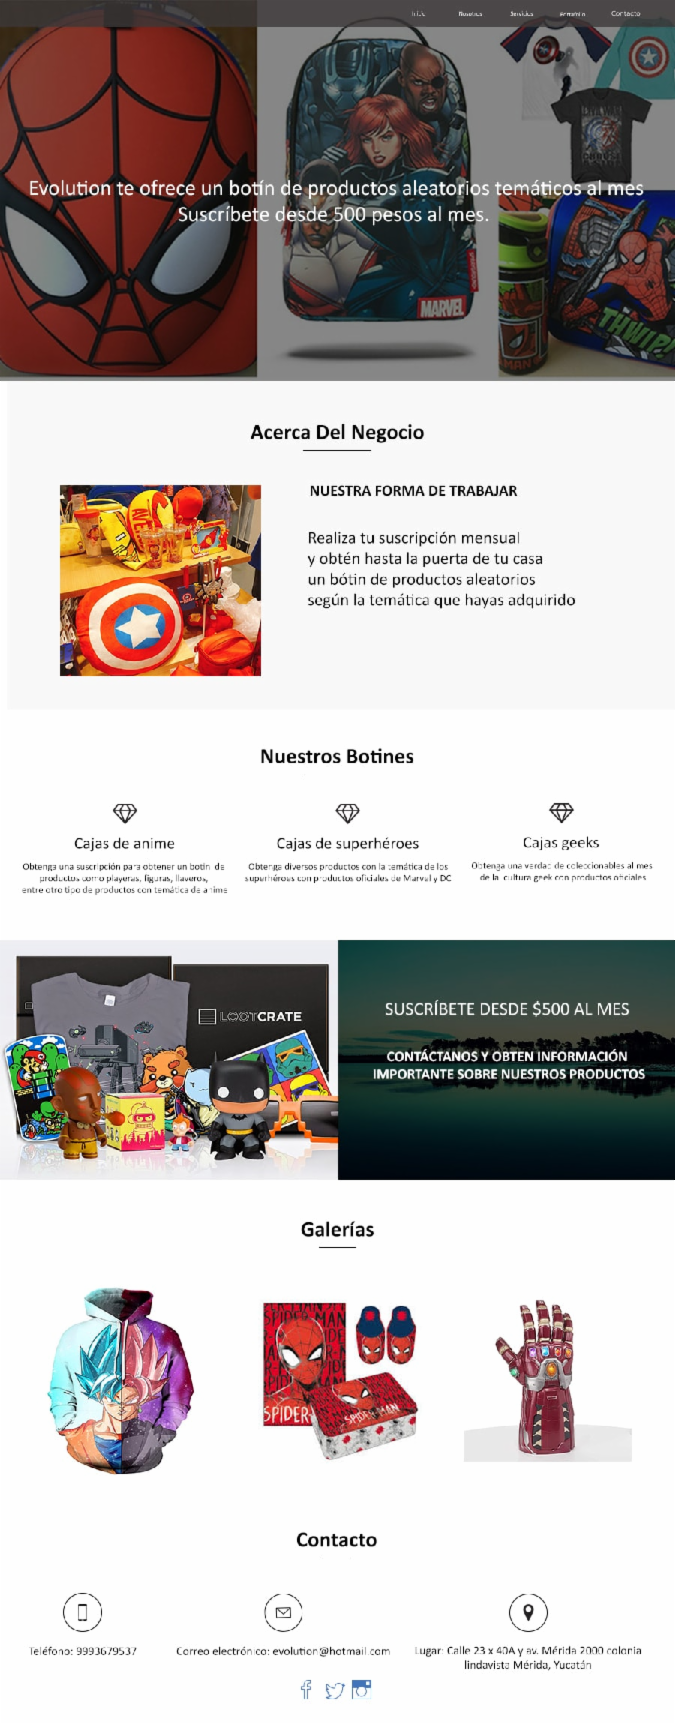 Inicio Nosotros Servicios Portafolio Contacto
MARVEL
THWIP!
Evolution te ofrece un botín de productos aleatorios temáticos al mes
Suscríbete desde 500 pesos al mes.
Acerca Del Negocio
NUESTRA FORMA DE TRABAJAR
Realiza tu suscripción mensual
y obtén hasta la puerta de tu casa
un bótin de productos aleatorios
según la temática que hayas adquirido
Nuestros Botines
Cajas de anime
Obtenga una suscripción para obtener un botin de
productos como playeras, figuras, llaveros,
entre otro tipo de productos con temática de anime
Cajas de superhéroes
Obtenga diversos productos con la temática de los
superhéroes con productos oficiales de Marvel y DC
Cajas geeks
Obtenga una verdad de coleccionables al mes
de la cultura geek con productos oficiales
LOOTCRATE
SUSCRÍBETE DESDE $500 AL MES
CONTÁCTANOS Y OBTEN INFORMACIÓN
IMPORTANTE SOBRE NUESTROS PRODUCTOS
Galerías
SPIDER-MAN
SPIDER-
SPIDER-MAN
Contacto
Teléfono: 9993679537
Correo electrónico: evolution@hotmail.com
Lugar: Calle 23 x 40A y av. Mérida 2000 colonia
lindavista Mérida, Yucatán